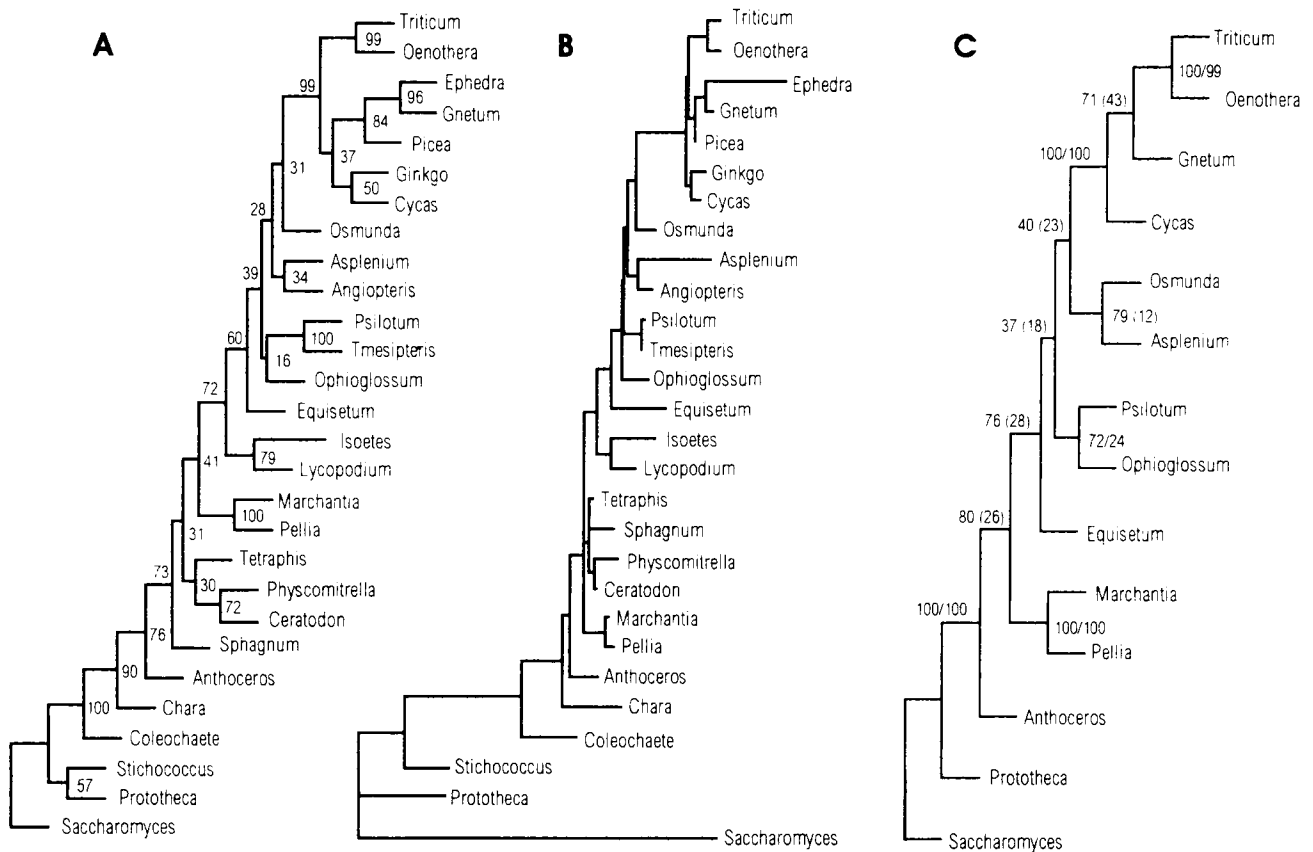 A
Triticum
99
Oenothera
99
Ephedra
96
Gnetum
84
Picea
37
Ginkgo
50
Cycas
31
Osmunda
28
Asplenium
34
Angiopteris
39
Psilotum
100
Tmesipteris
16
Ophioglossum
60
Equisetum
72
Isoetes
79
Lycopodium
41
Marchantia
100
Pellia
31
Tetraphis
30
Physcomitrella
72
Ceratodon
73
Sphagnum
76
Anthoceros
90
Chara
100
Coleochaete
Stichococcus
57
Prototheca
Saccharomyces
B
Triticum
Oenothera
Ephedra
Gnetum
Picea
Ginkgo
Cycas
Osmunda
Asplenium
Angiopteris
Psilotum
Tmesipteris
Ophioglossum
Equisetum
Isoetes
Lycopodium
Tetraphis
Sphagnum
Physcomitrella
Ceratodon
Marchantia
Pellia
Anthoceros
Chara
Coleochaete
Stichococcus
Prototheca
Saccharomyces
C
Triticum
100/99
Oenothera
71 (43)
Gnetum
100/100
Cycas
40 (23)
Osmunda
79 (12)
Asplenium
37 (18)
Psilotum
72/24
Ophioglossum
76 (28)
Equisetum
80 (26)
Marchantia
100/100
Pellia
100/100
Anthoceros
Prototheca
Saccharomyces